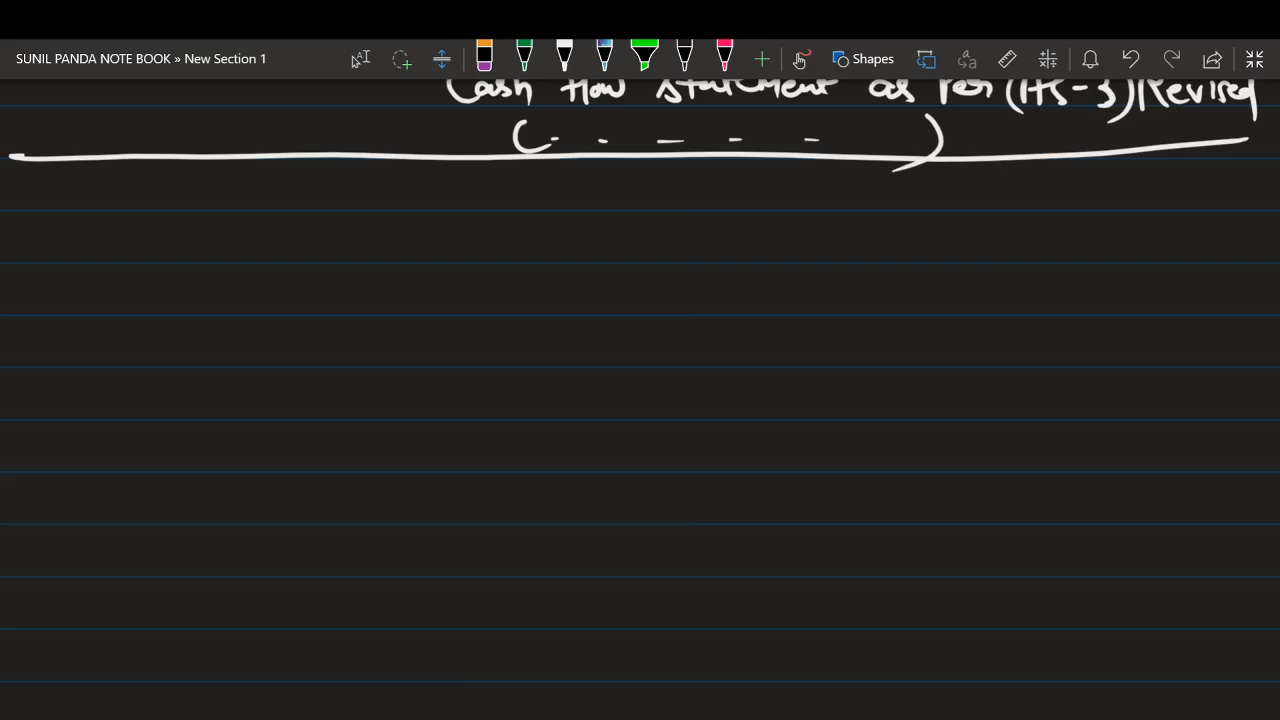 SUNIL PANDA NOTE BOOK » New Section 1 Shapes
Cash flow statement as per (AS-3) Revised
(- - - - -)